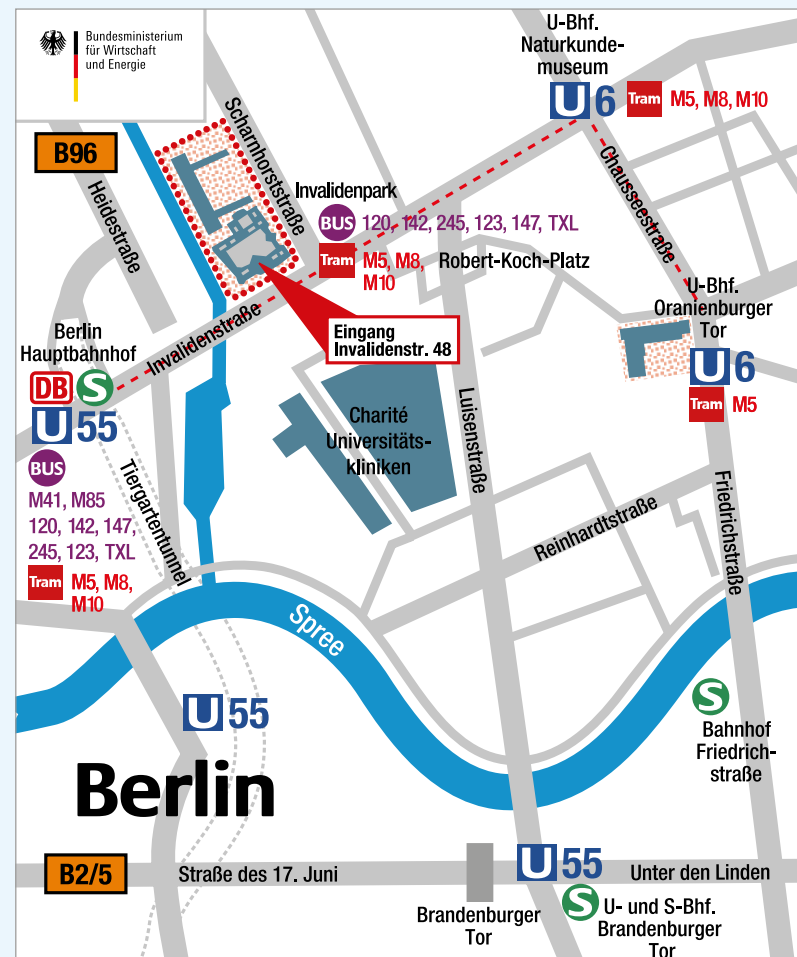 Bundesministerium
für Wirtschaft
und Energie
U-Bhf.
Naturkunde-
museum
U6
Tram M5, M8, M10
B96
Heidestraße
Scharnhorststraße
Invalidenpark
BUS 120, 142, 245, 123, 147, TXL
Tram M5, M8,
M10
Robert-Koch-Platz
Chausseestraße
U-Bhf.
Oranienburger
Tor
U6
Tram M5
Eingang
Invalidenstr. 48
Invalidenstraße
Berlin
Hauptbahnhof
DB S
U55
BUS
M41, M85
120, 142, 147,
245, 123, TXL
Tram M5, M8,
M10
Tiergartentunnel
Charité
Universitäts-
kliniken
Luisenstraße
Reinhardtstraße
Friedrichstraße
Spree
U55
S
Bahnhof
Friedrich-
straße
Berlin
B2/5
Straße des 17. Juni
Brandenburger
Tor
U55
Unter den Linden
S U- und S-Bhf.
Brandenburger
Tor